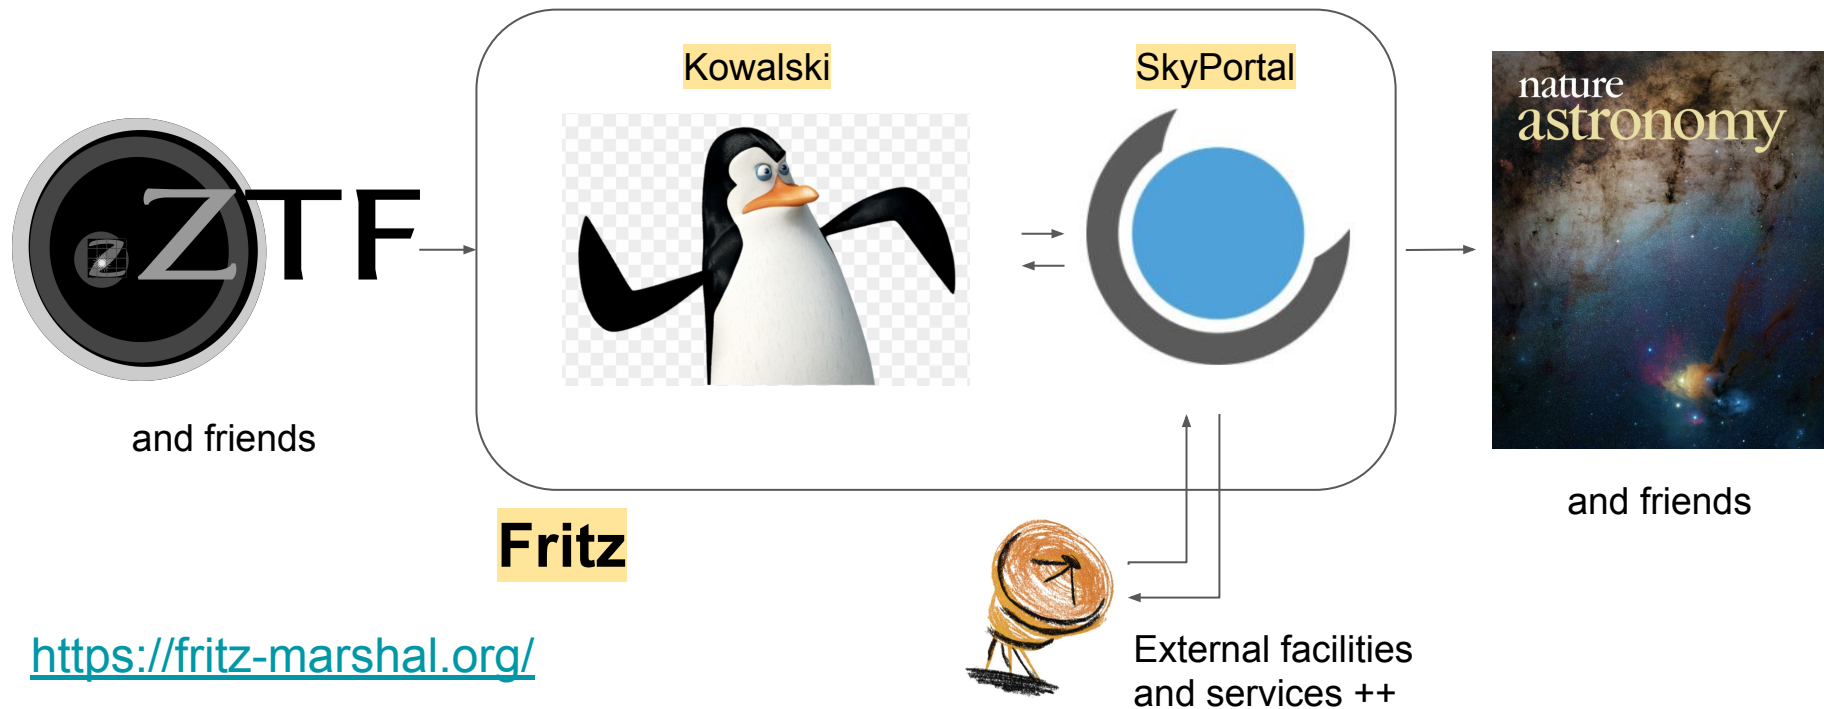 Kowalski
SkyPortal
nature
astronomy
Z
ZTF
and friends
and friends
Fritz
https://fritz-marshal.org/
External facilities
and services ++